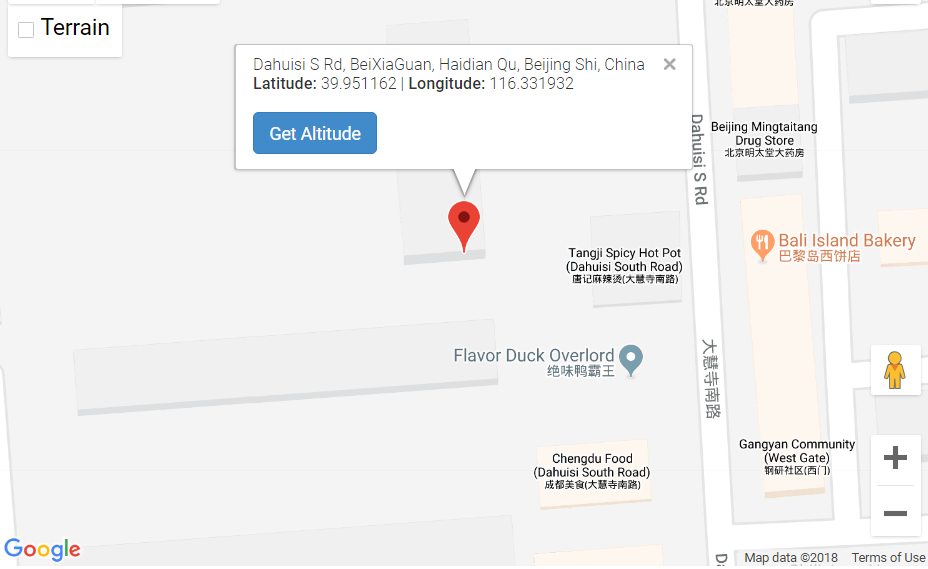 北京明太堂大药房
Terrain
Dahuisi S Rd, BeiXiaGuan, Haidian Qu, Beijing Shi, China
Latitude: 39.951162 | Longitude: 116.331932
Get Altitude
Dahuisi S Rd
Beijing Mingtaitang
Drug Store
北京明太堂大药房
Bali Island Bakery
巴黎岛西饼店
Tangji Spicy Hot Pot
(Dahuisi South Road)
唐记麻辣烫(大慧寺南路)
Flavor Duck Overlord
绝味鸭霸王
大慧寺南路
Gangyan Community
(West Gate)
钢研社区(西门)
Chengdu Food
(Dahuisi South Road)
成都美食(大慧寺南路)
Google
Map data ©2018
Terms of Use